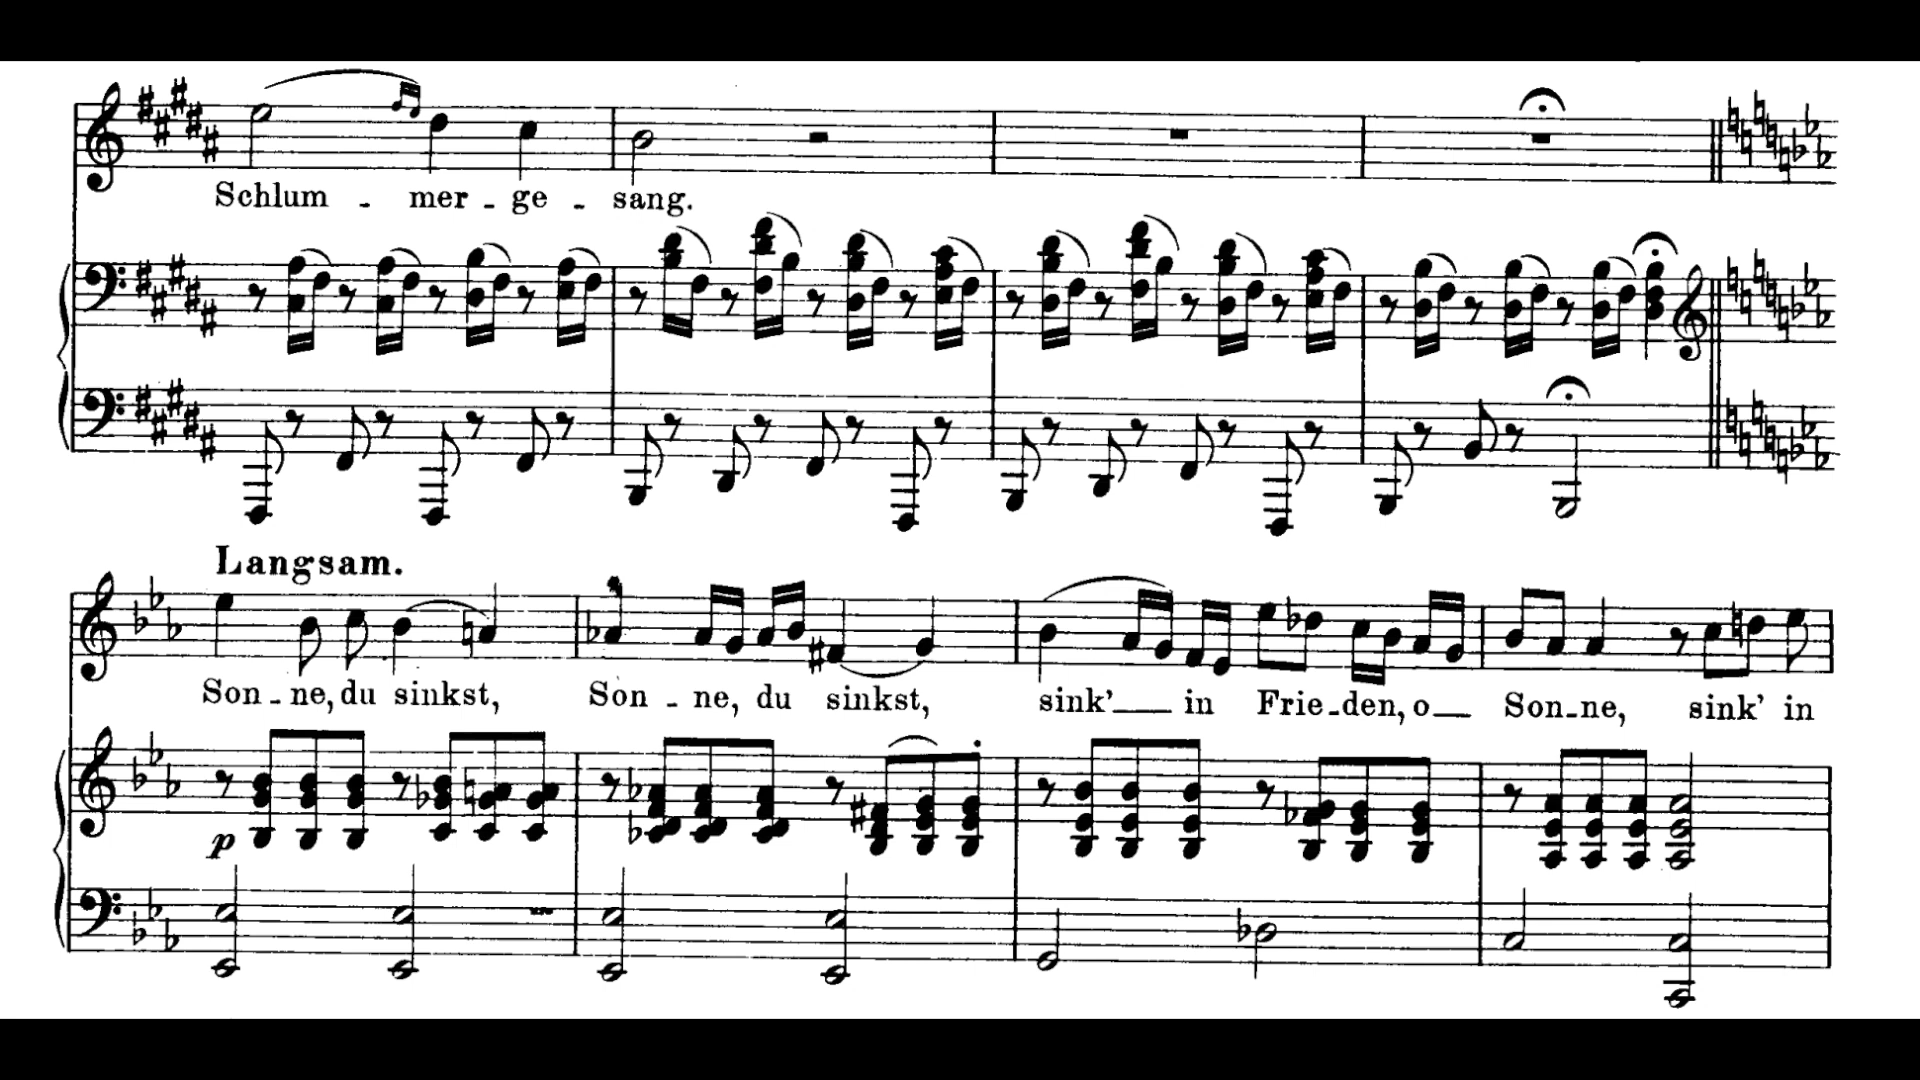 Schlum - mer - ge - sang.
Langsam.
Son - ne, du sinkst, Son - ne, du sinkst, sink' in Frie - den, o Son - ne, sink' in
p